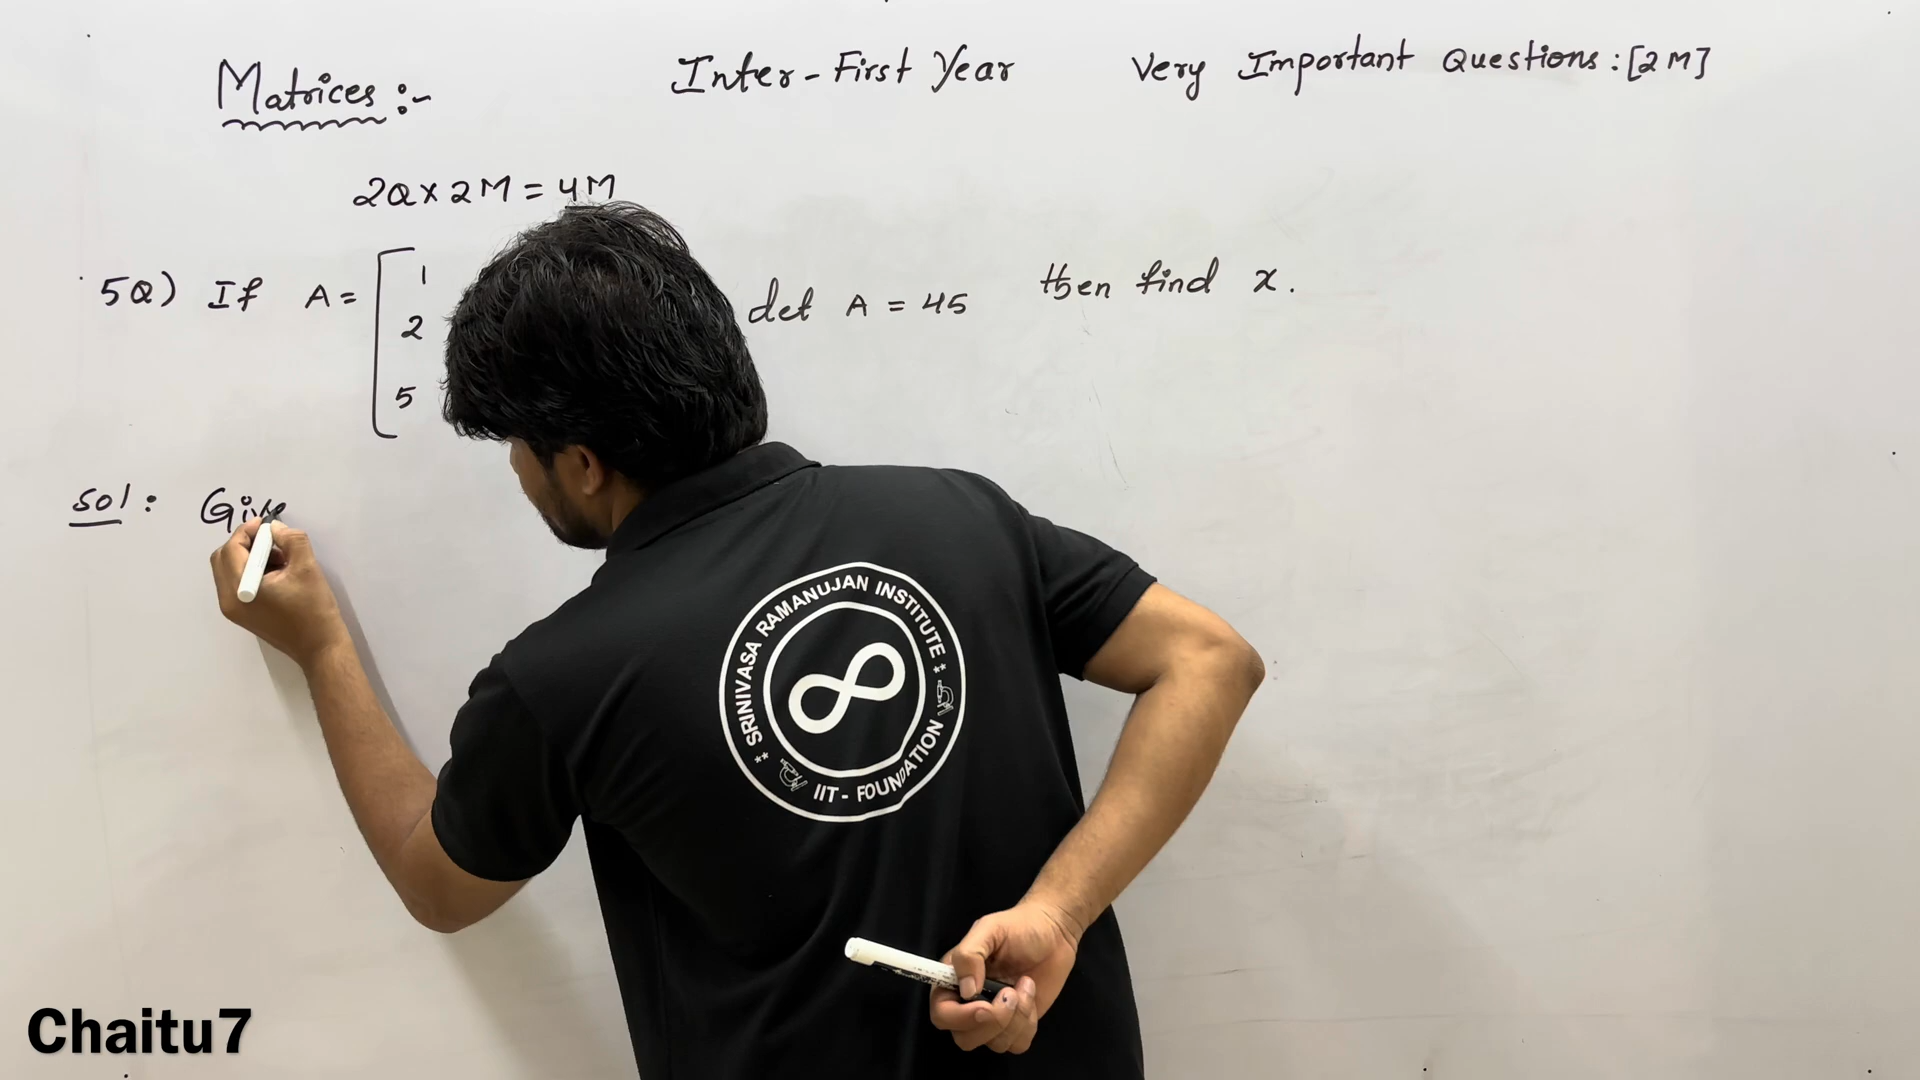 Matrices :- Inter-First Year Very Important Questions: [2M]
2Q x 2M = 4M
5Q) If A = [ 1 det A = 45 then find x.
2
5
Sol : Give
SRINIVASA RAMANUJAN INSTITUTE
IIT - FOUNDATION
Chaitu7